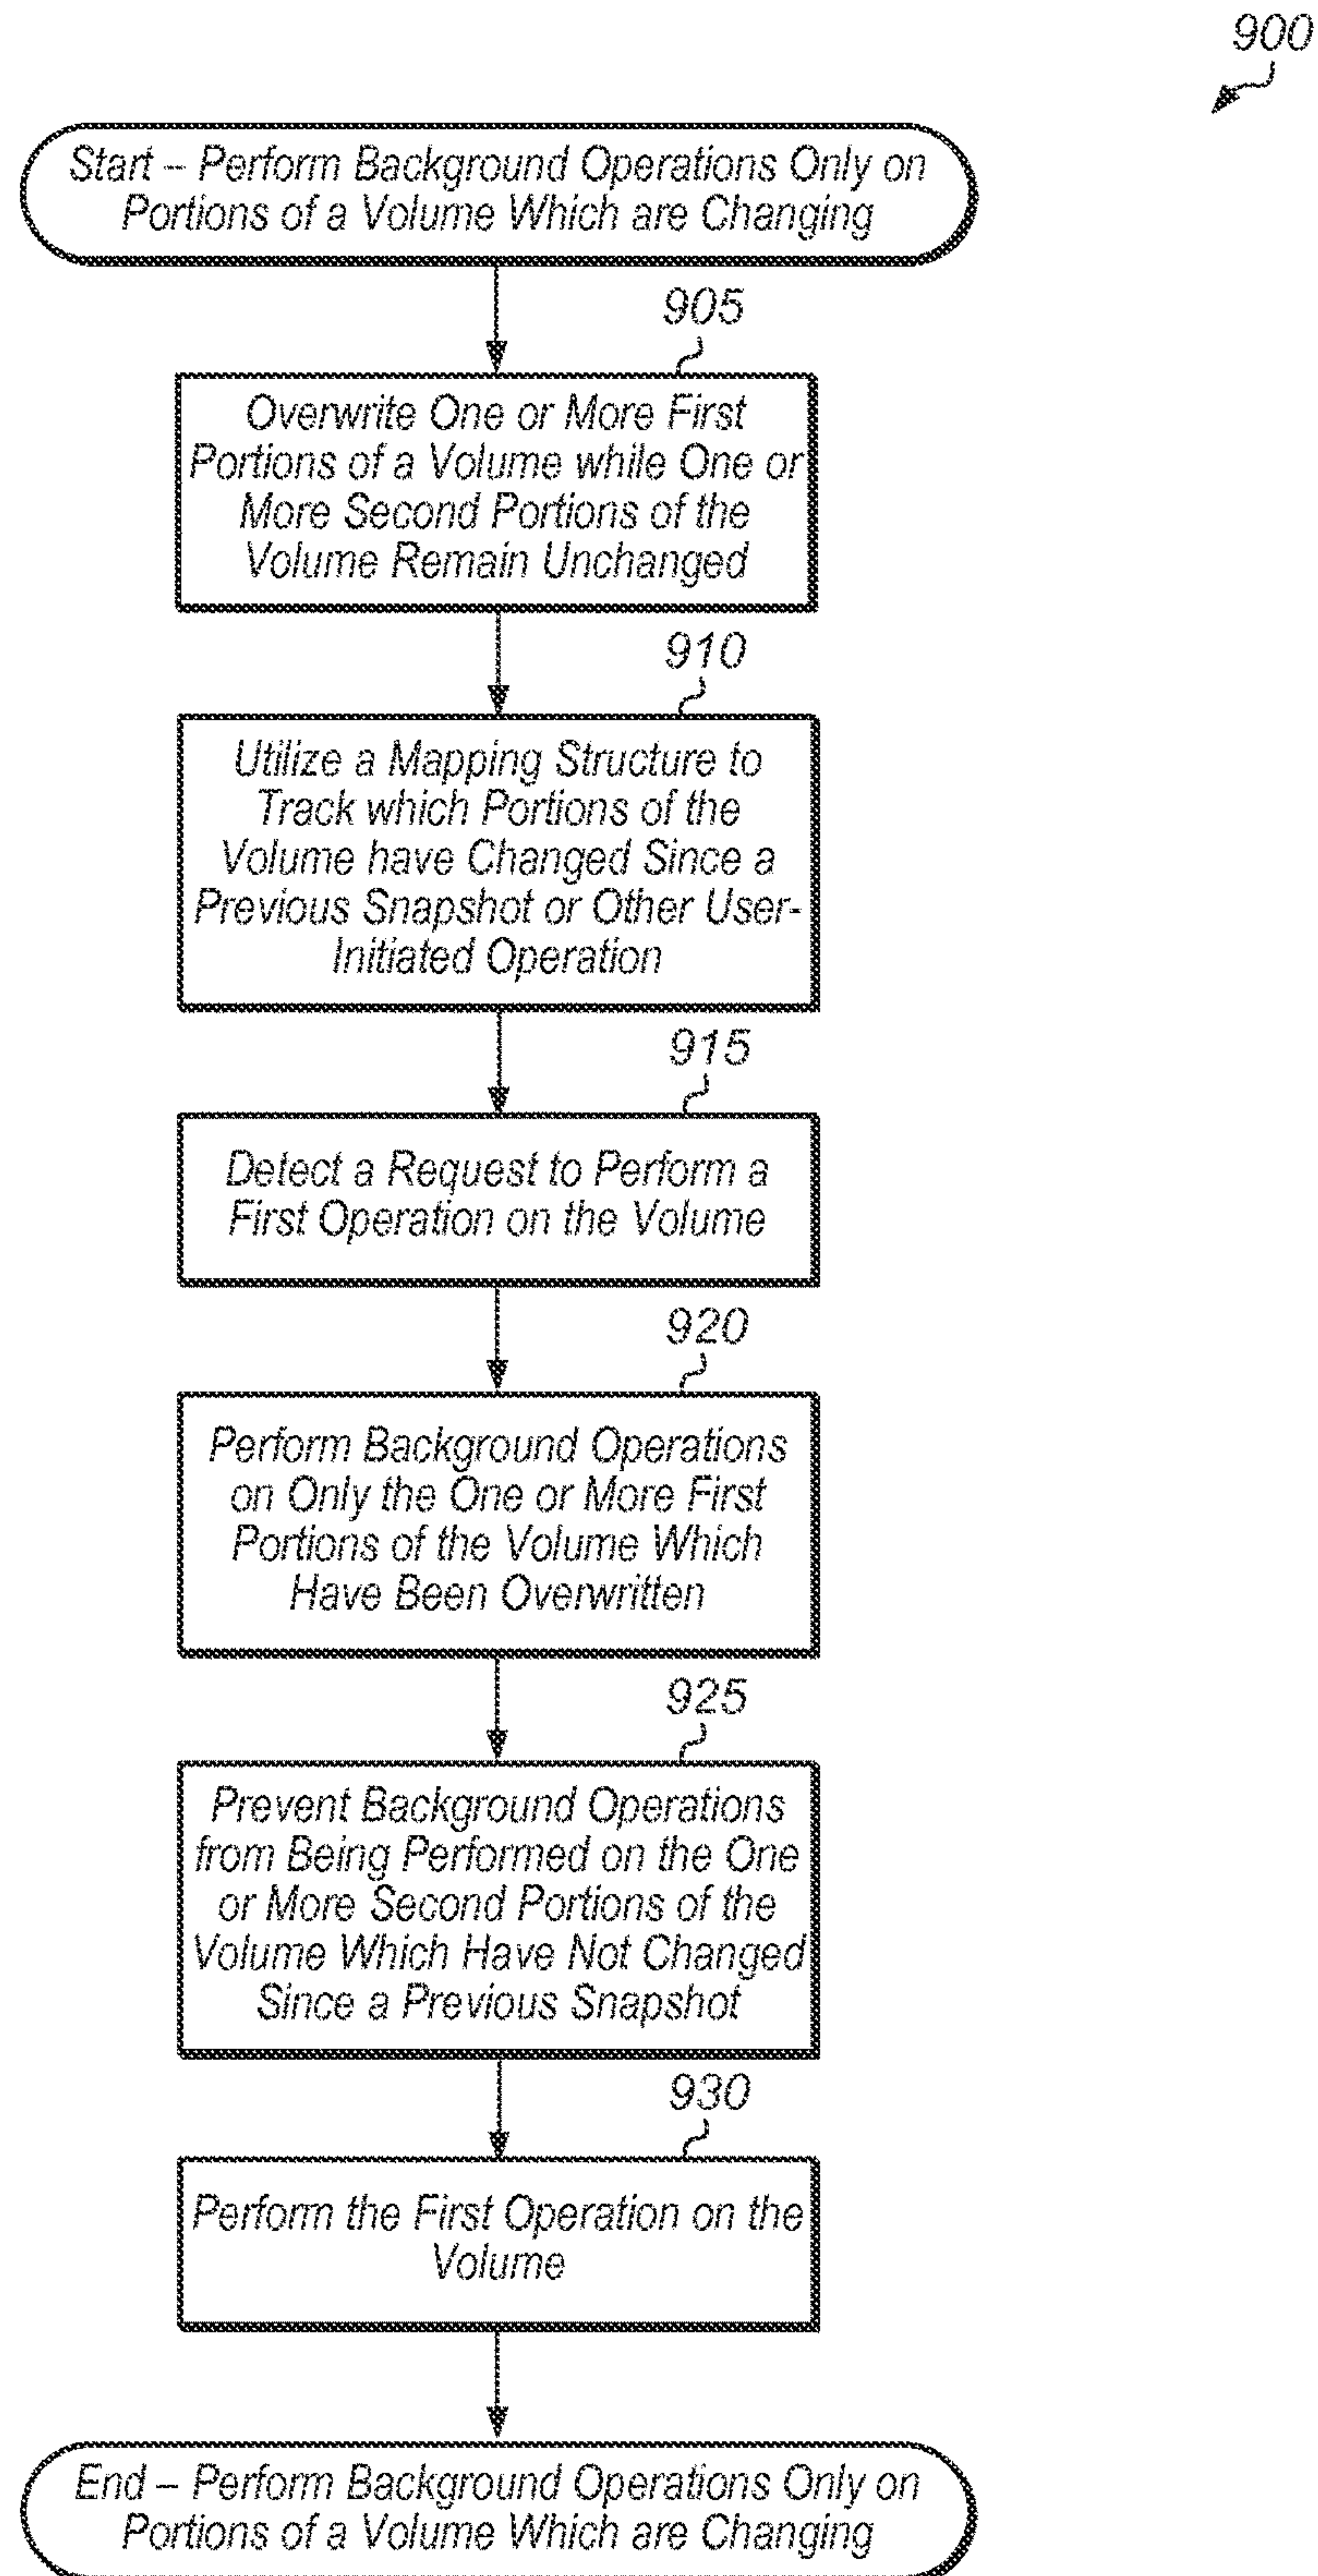 900
Start – Perform Background Operations Only on
Portions of a Volume Which are Changing
905
Overwrite One or More First
Portions of a Volume while One or
More Second Portions of the
Volume Remain Unchanged
910
Utilize a Mapping Structure to
Track which Portions of the
Volume have Changed Since a
Previous Snapshot or Other User-
Initiated Operation
915
Detect a Request to Perform a
First Operation on the Volume
920
Perform Background Operations
on Only the One or More First
Portions of the Volume Which
Have Been Overwritten
925
Prevent Background Operations
from Being Performed on the One
or More Second Portions of the
Volume Which Have Not Changed
Since a Previous Snapshot
930
Perform the First Operation on the
Volume
End – Perform Background Operations Only on
Portions of a Volume Which are Changing